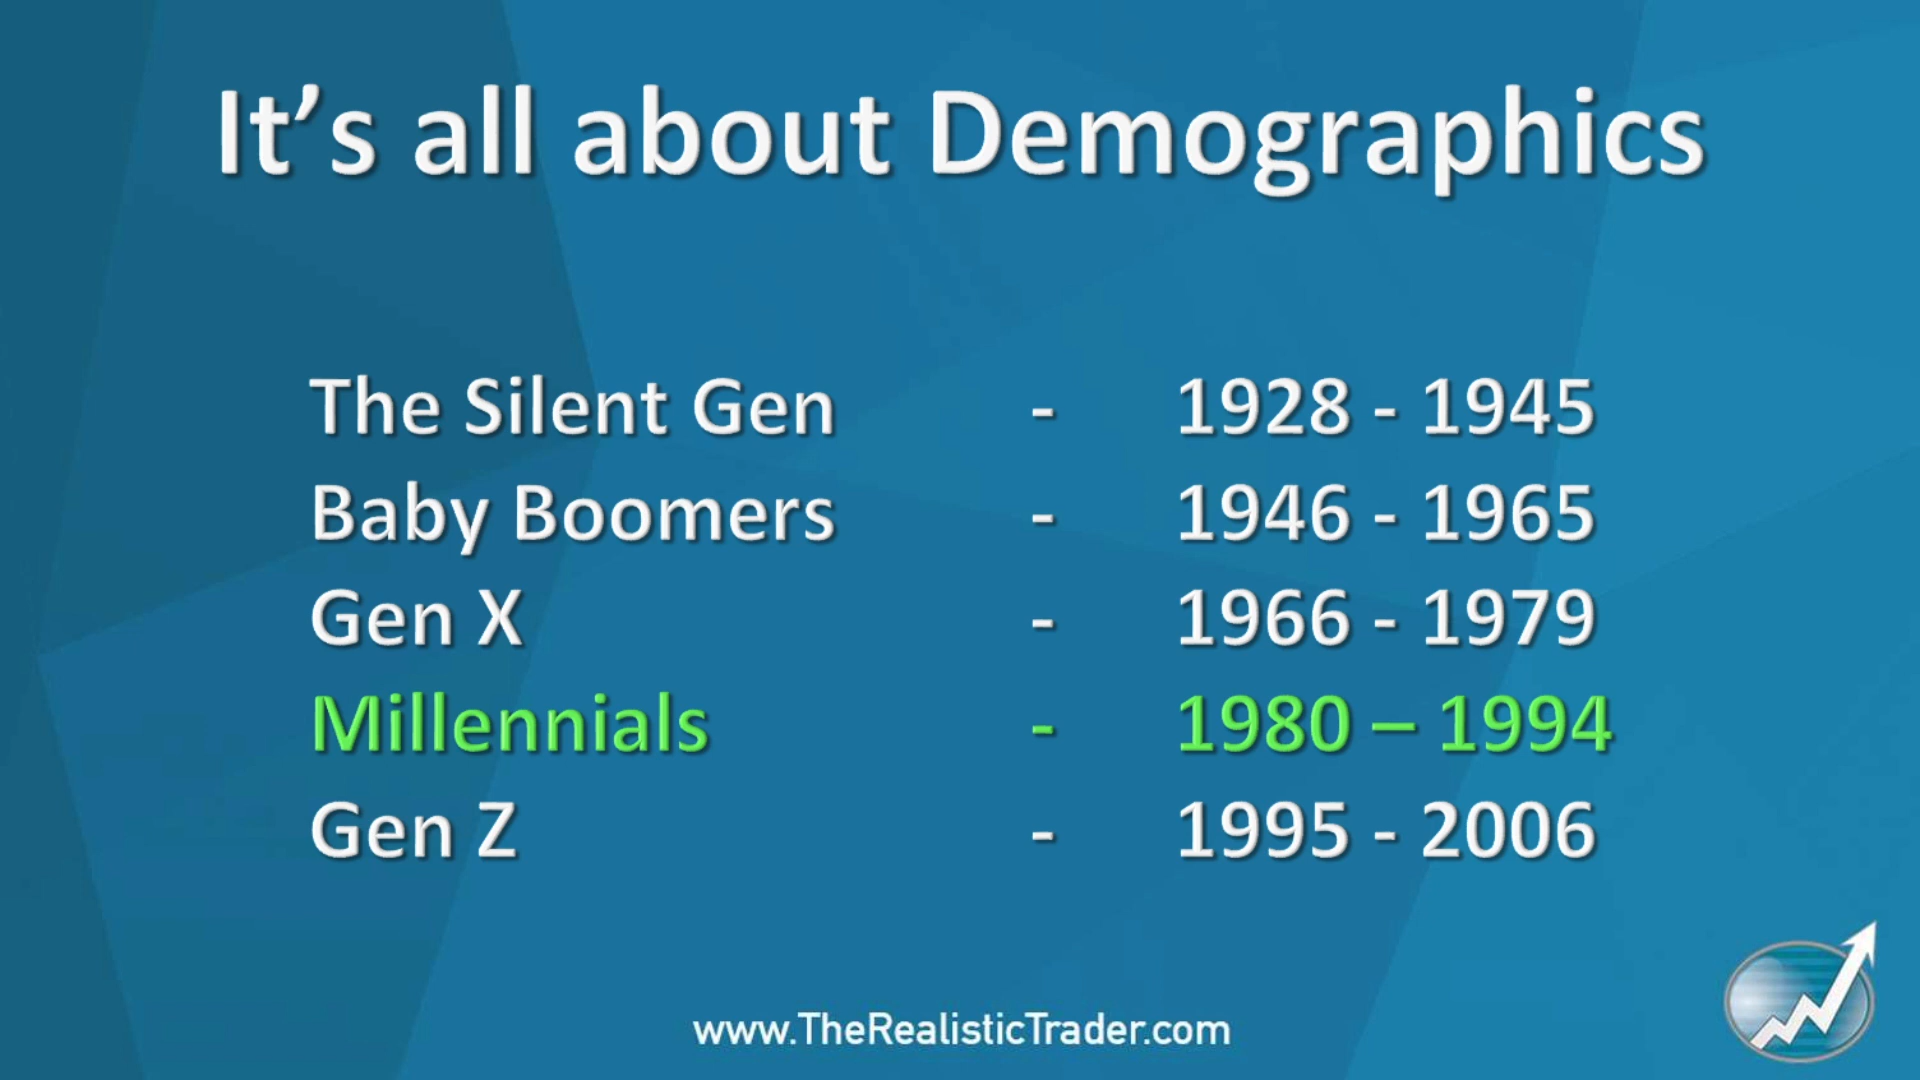 It’s all about Demographics
The Silent Gen - 1928 - 1945
Baby Boomers - 1946 - 1965
Gen X - 1966 - 1979
Millennials - 1980 – 1994
Gen Z - 1995 - 2006
www.TheRealisticTrader.com